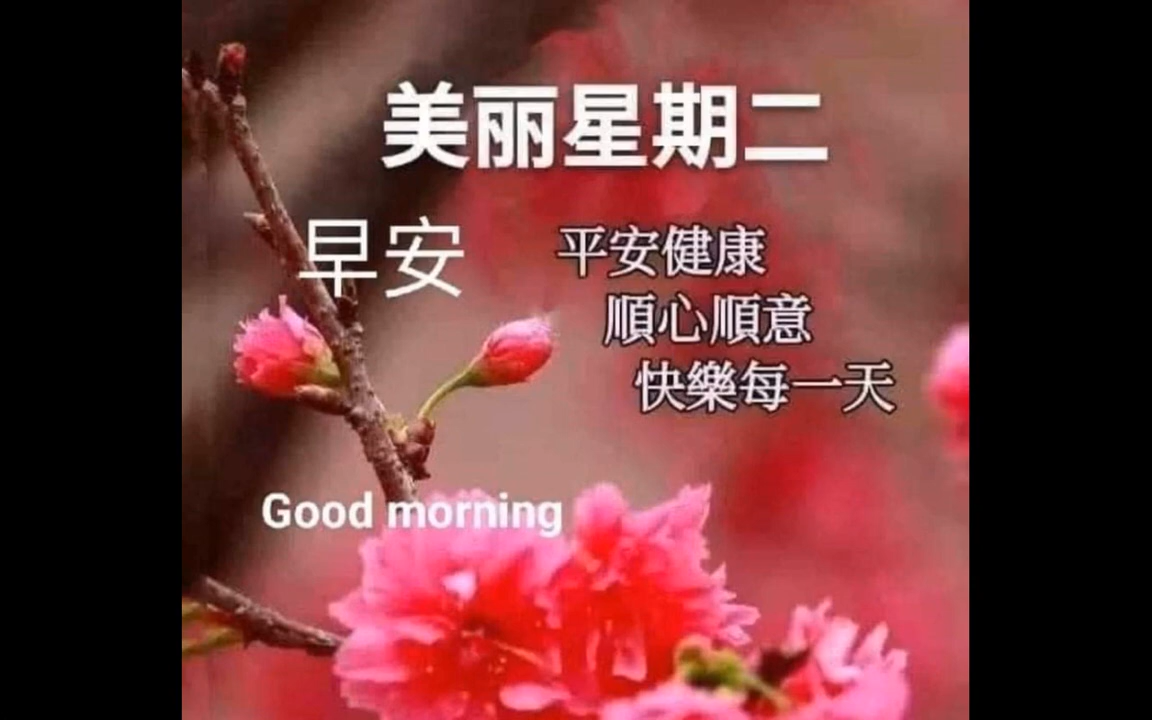 美丽星期二
早安
平安健康
順心順意
快樂每一天
Good morning